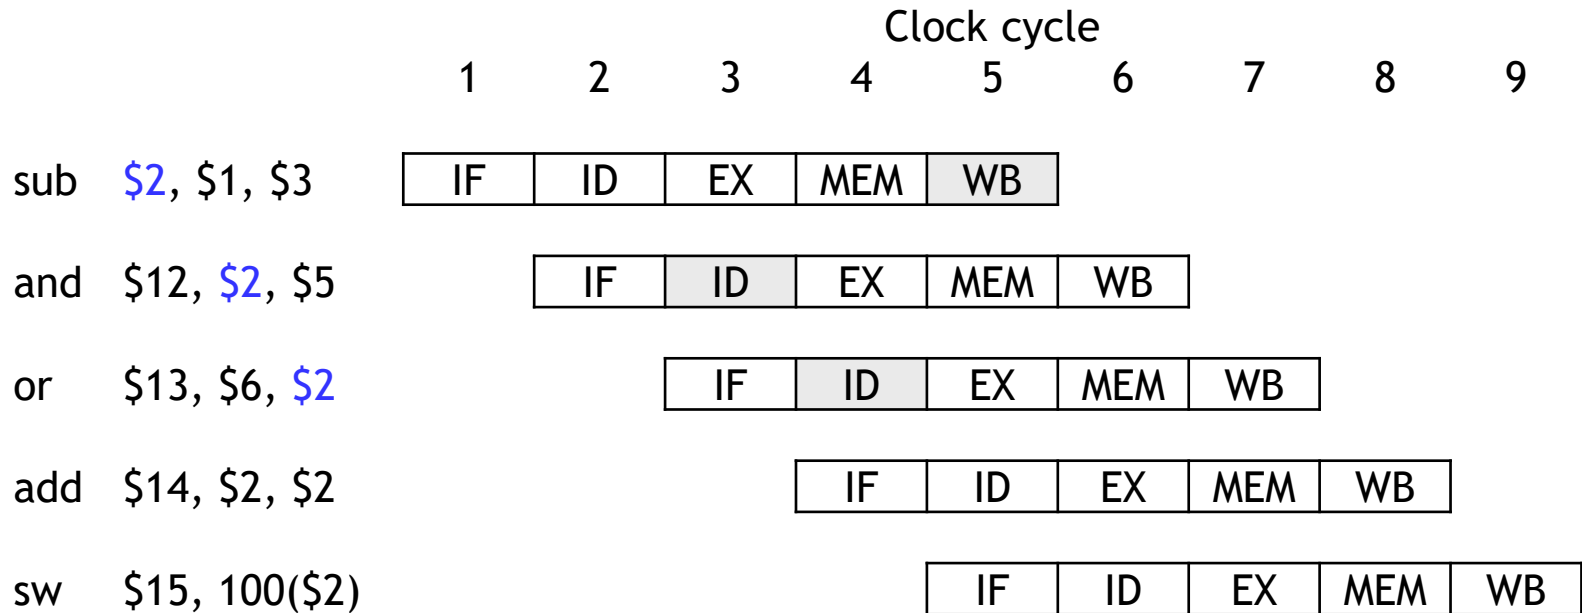 Clock cycle
1 2 3 4 5 6 7 8 9
sub $2, $1, $3 IF ID EX MEM WB
and $12, $2, $5 IF ID EX MEM WB
or $13, $6, $2 IF ID EX MEM WB
add $14, $2, $2 IF ID EX MEM WB
sw $15, 100($2) IF ID EX MEM WB